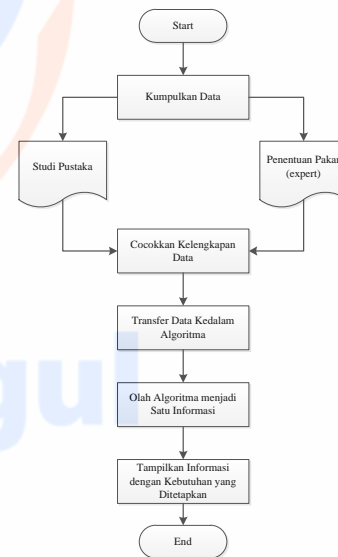 Start
Kumpulkan Data
Studi Pustaka
Penentuan Pakar
(expert)
Cocokkan Kelengkapan
Data
Transfer Data Kedalam
Algoritma
Olah Algoritma menjadi
Satu Informasi
Tampilkan Informasi
dengan Kebutuhan yang
Ditetapkan
End
gul